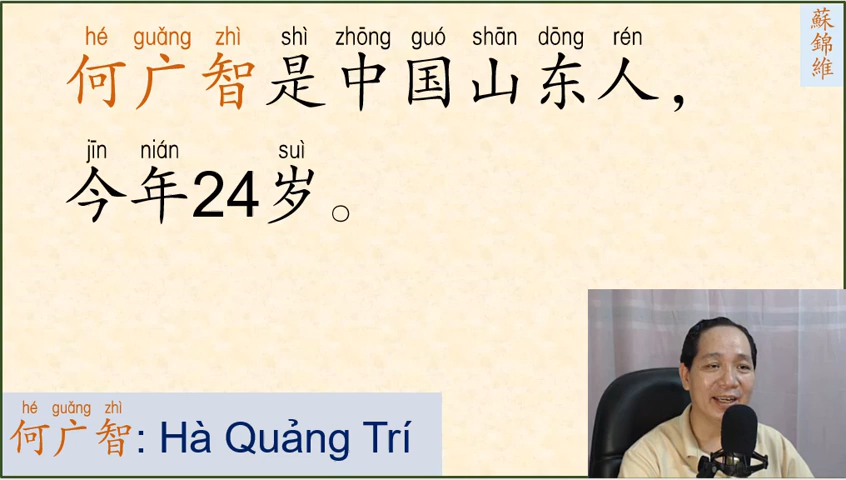 hé guǎng zhì shì zhōng guó shān dōng rén
何广智是中国山东人，
jīn nián suì
今年24岁。
蘇錦維
hé guǎng zhì
何广智: Hà Quảng Trí